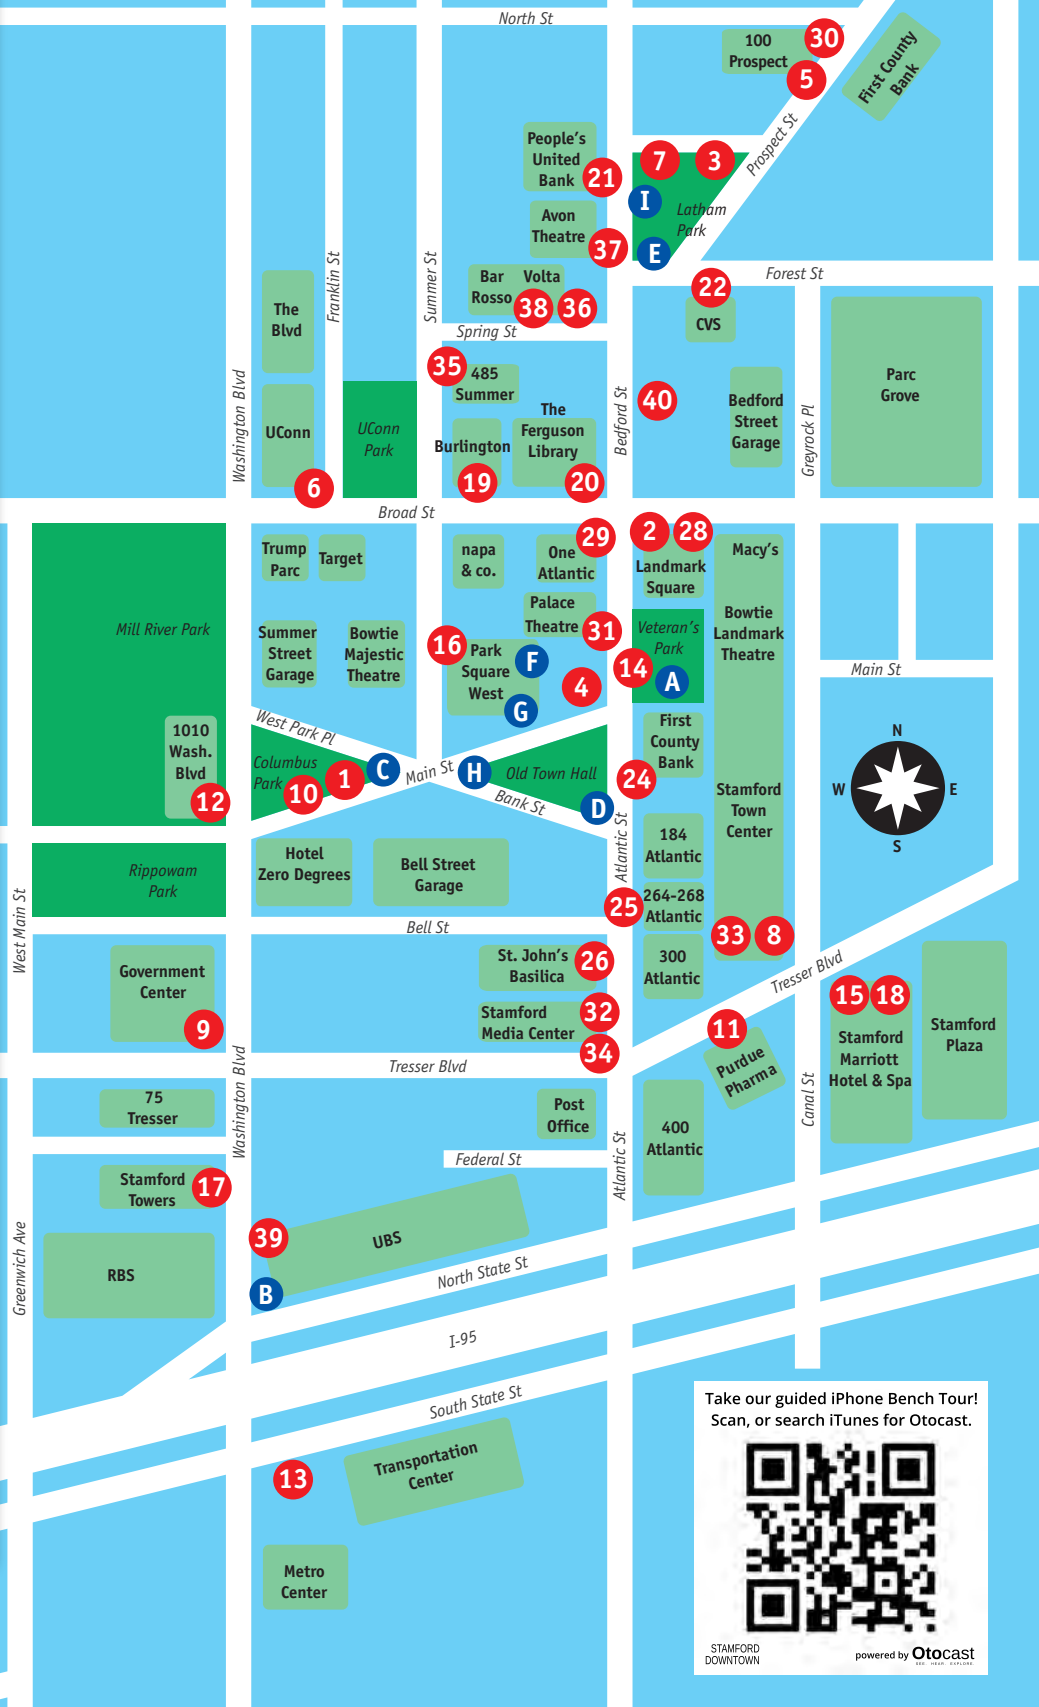 North St
100
Prospect
30
5
First County
Bank
Prospect St
People's
United
Bank
21
7
3
I
Latham
Park
E
Avon
Theatre
37
Forest St
Franklin St
Summer St
Bar
Rosso
Volta
38
36
22
CVS
The
Blvd
Spring St
35
485
Summer
Washington Blvd
UConn
6
UConn
Park
Burlington
19
The
Ferguson
Library
20
Bedford St
40
Bedford
Street
Garage
Greyrock Pl
Parc
Grove
Broad St
Trump
Parc
Target
napa
& co.
One
Atlantic
29
2
28
Landmark
Square
Macy's
Mill River Park
Summer
Street
Garage
Bowtie
Majestic
Theatre
Palace
Theatre
31
16
Park
Square
West
F
G
4
Veteran's
Park
14
A
Bowtie
Landmark
Theatre
Main St
1010
Wash.
Blvd
12
West Park Pl
Columbus
Park
10
1
C
Main St
H
Old Town Hall
Bank St
D
First
County
Bank
24
Stamford
Town
Center
N
W
E
S
Rippowam
Park
Hotel
Zero Degrees
Bell Street
Garage
Atlantic St
184
Atlantic
25
264-268
Atlantic
33
8
West Main St
Bell St
Government
Center
9
St. John's
Basilica
26
300
Atlantic
Tresser Blvd
Stamford
Media Center
32
34
11
Purdue
Pharma
15
18
Stamford
Marriott
Hotel & Spa
Stamford
Plaza
Washington Blvd
Tresser Blvd
75
Tresser
Post
Office
Atlantic St
400
Atlantic
Canal St
Federal St
Stamford
Towers
17
39
UBS
B
Greenwich Ave
RBS
North State St
I-95
South State St
13
Transportation
Center
Metro
Center
Take our guided iPhone Bench Tour!
Scan, or search iTunes for Otocast.
STAMFORD
DOWNTOWN
powered by Otocast
SEE. HEAR. EXPLORE.